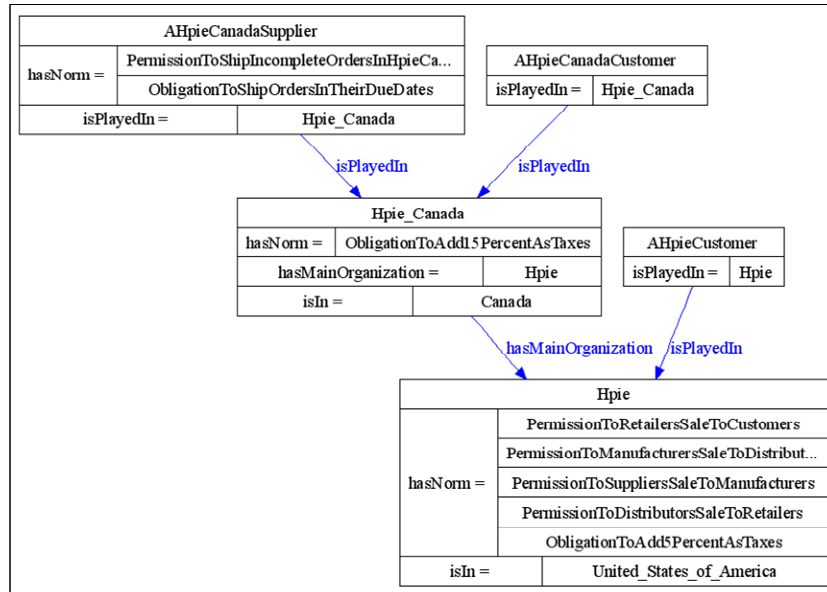 AHpieCanadaSupplier
hasNorm =
PermissionToShipIncompleteOrdersInHpieCa...
ObligationToShipOrdersInTheirDueDates
isPlayedIn =
Hpie_Canada
AHpieCanadaCustomer
isPlayedIn =
Hpie_Canada
isPlayedIn
isPlayedIn
Hpie_Canada
hasNorm =
ObligationToAdd15PercentAsTaxes
hasMainOrganization =
Hpie
isIn =
Canada
AHpieCustomer
isPlayedIn =
Hpie
hasMainOrganization
isPlayedIn
Hpie
hasNorm =
PermissionToRetailersSaleToCustomers
PermissionToManufacturersSaleToDistribut...
PermissionToSuppliersSaleToManufacturers
PermissionToDistributorsSaleToRetailers
ObligationToAdd5PercentAsTaxes
isIn =
United_States_of_America